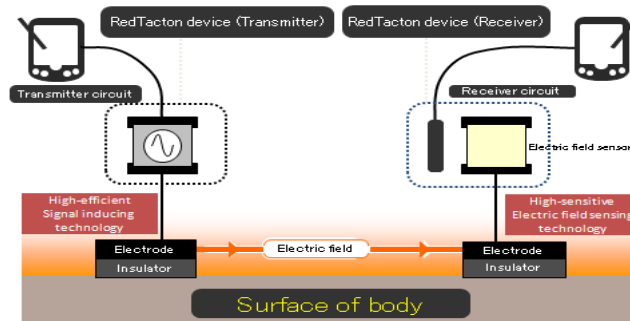 RedTacton device (Transmitter)
RedTacton device (Receiver)
Transmitter circuit
Receiver circuit
Electric field sensor
High-efficient
Signal inducing
technology
High-sensitive
Electric field sensing
technology
Electrode
Insulator
Electric field
Electrode
Insulator
Surface of body